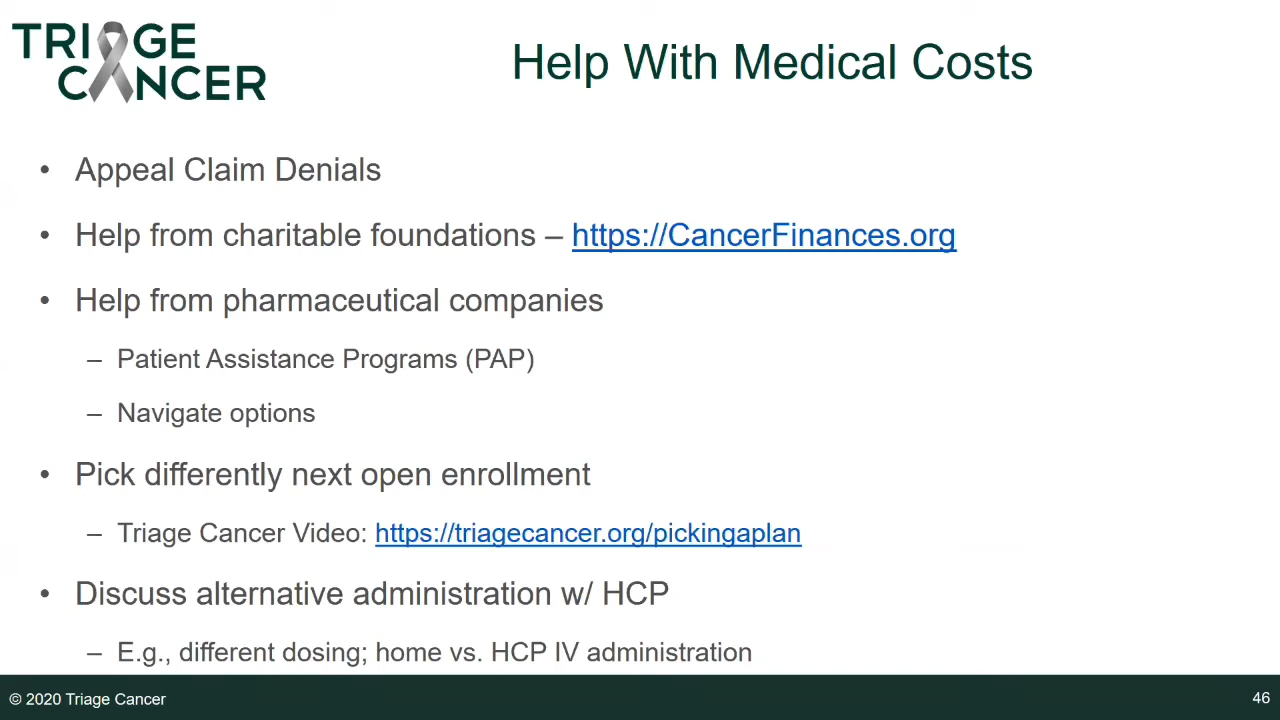 TRIAGE
CANCER
Help With Medical Costs
• Appeal Claim Denials
• Help from charitable foundations – https://CancerFinances.org
• Help from pharmaceutical companies
– Patient Assistance Programs (PAP)
– Navigate options
• Pick differently next open enrollment
– Triage Cancer Video: https://triagecancer.org/pickingaplan
• Discuss alternative administration w/ HCP
– E.g., different dosing; home vs. HCP IV administration
© 2020 Triage Cancer
46